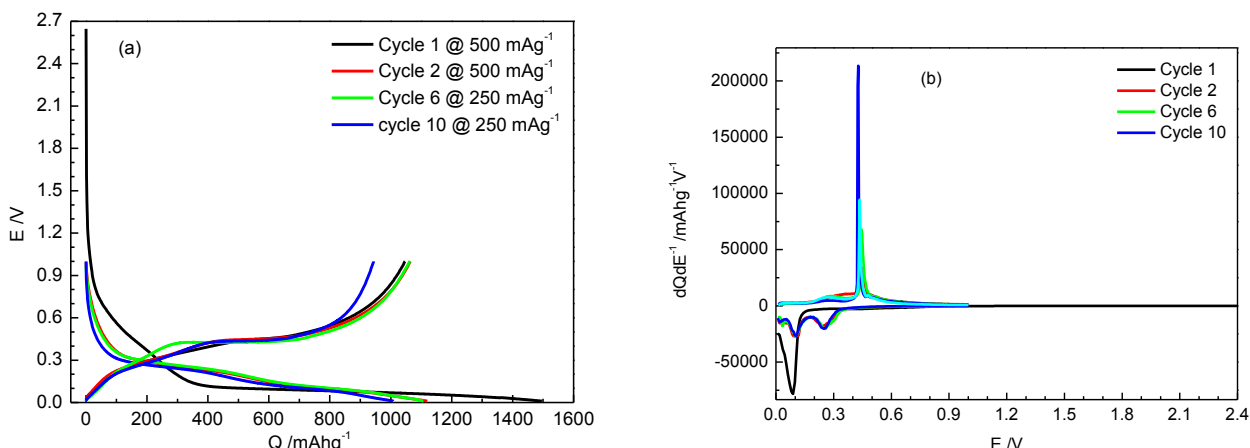 (a)
Cycle 1 @ 500 mAg-1
Cycle 2 @ 500 mAg-1
Cycle 6 @ 250 mAg-1
cycle 10 @ 250 mAg-1
E /V
2.7
2.4
2.1
1.8
1.5
1.2
0.9
0.6
0.3
0.0
0 200 400 600 800 1000 1200 1400 1600
Q /mAhg-1
(b)
Cycle 1
Cycle 2
Cycle 6
Cycle 10
dQdE-1 /mAhg-1V-1
200000
150000
100000
50000
0
-50000
0.0 0.3 0.6 0.9 1.2 1.5 1.8 2.1 2.4
E /V